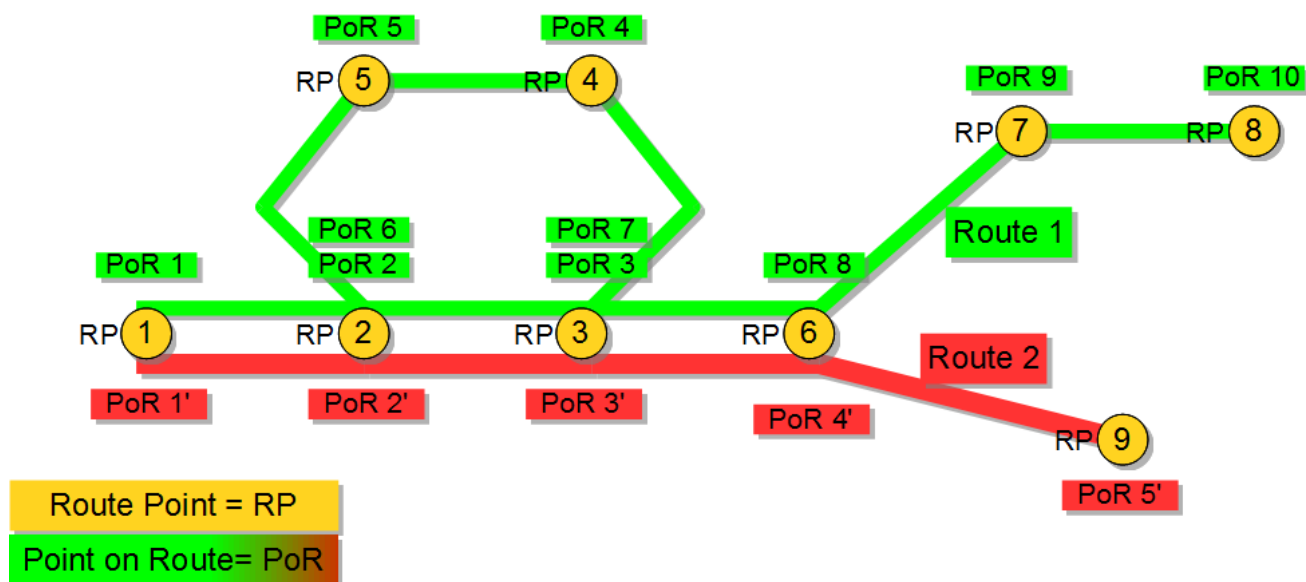 PoR 5
PoR 4
RP 5
RP 4
PoR 9
PoR 10
RP 7
RP 8
PoR 6
PoR 7
Route 1
PoR 1
PoR 2
PoR 3
PoR 8
RP 1
RP 2
RP 3
RP 6
Route 2
PoR 1'
PoR 2'
PoR 3'
PoR 4'
RP 9
PoR 5'
Route Point = RP
Point on Route= PoR